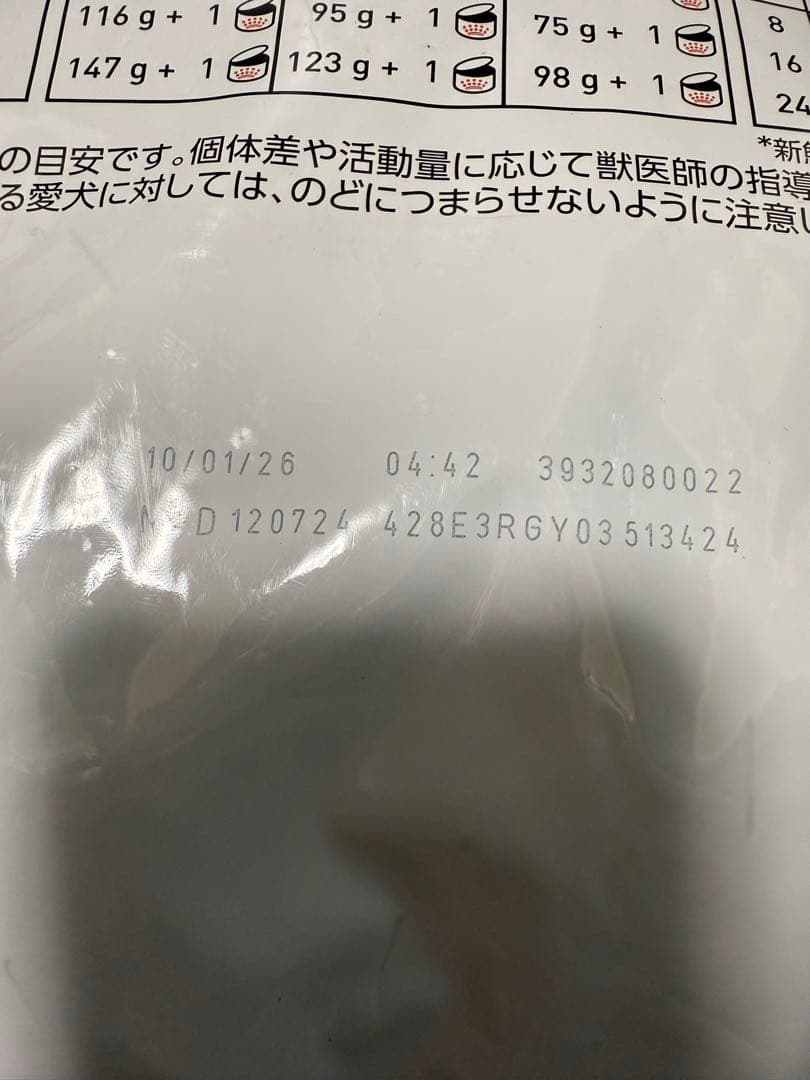 116 g + 1 95 g + 1 75 g + 1 8
147 g + 1 123 g + 1 98 g + 1 16
24
*新
の目安です。個体差や活動量に応じて獣医師の指導
る愛犬に対しては、のどにつまらせないように注意し
10/01/26 04:42 3932080022
D 120724 428E3RGY03 513424